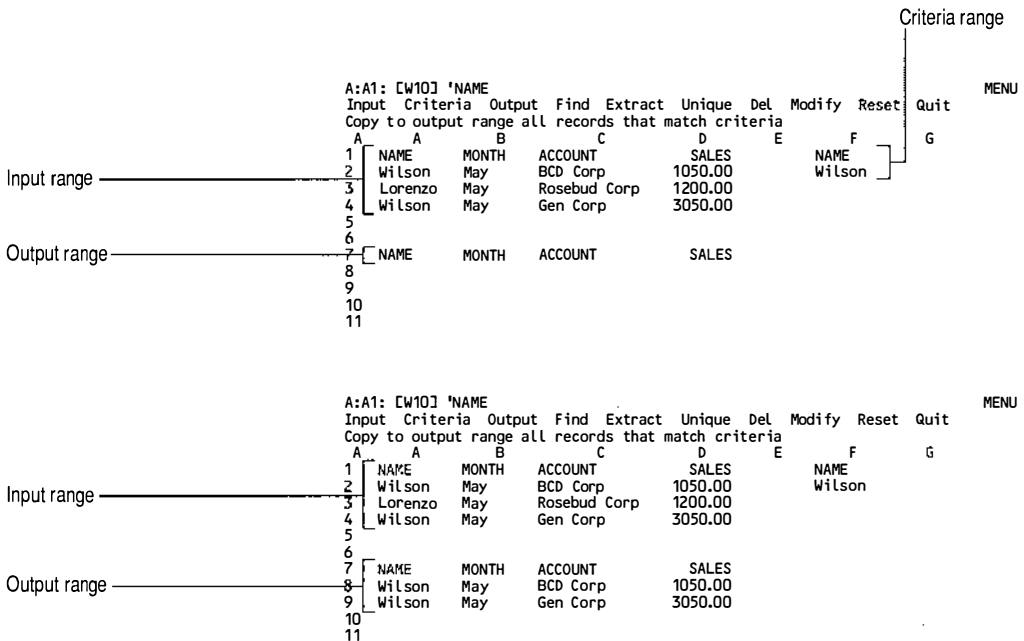 Criteria range
A:A1: [W10] 'NAME MENU
Input Criteria Output Find Extract Unique Del Modify Reset Quit
Copy to output range all records that match criteria
A A B C D E F G
1 NAME MONTH ACCOUNT SALES NAME
Input range 2 Wilson May BCD Corp 1050.00 Wilson
3 Lorenzo May Rosebud Corp 1200.00
4 Wilson May Gen Corp 3050.00
5
6
Output range 7 NAME MONTH ACCOUNT SALES
8
9
10
11
A:A1: [W10] 'NAME MENU
Input Criteria Output Find Extract Unique Del Modify Reset Quit
Copy to output range all records that match criteria
A A B C D E F G
1 NAME MONTH ACCOUNT SALES NAME
Input range 2 Wilson May BCD Corp 1050.00 Wilson
3 Lorenzo May Rosebud Corp 1200.00
4 Wilson May Gen Corp 3050.00
5
6
7 NAME MONTH ACCOUNT SALES
Output range 8 Wilson May BCD Corp 1050.00
9 Wilson May Gen Corp 3050.00
10
11